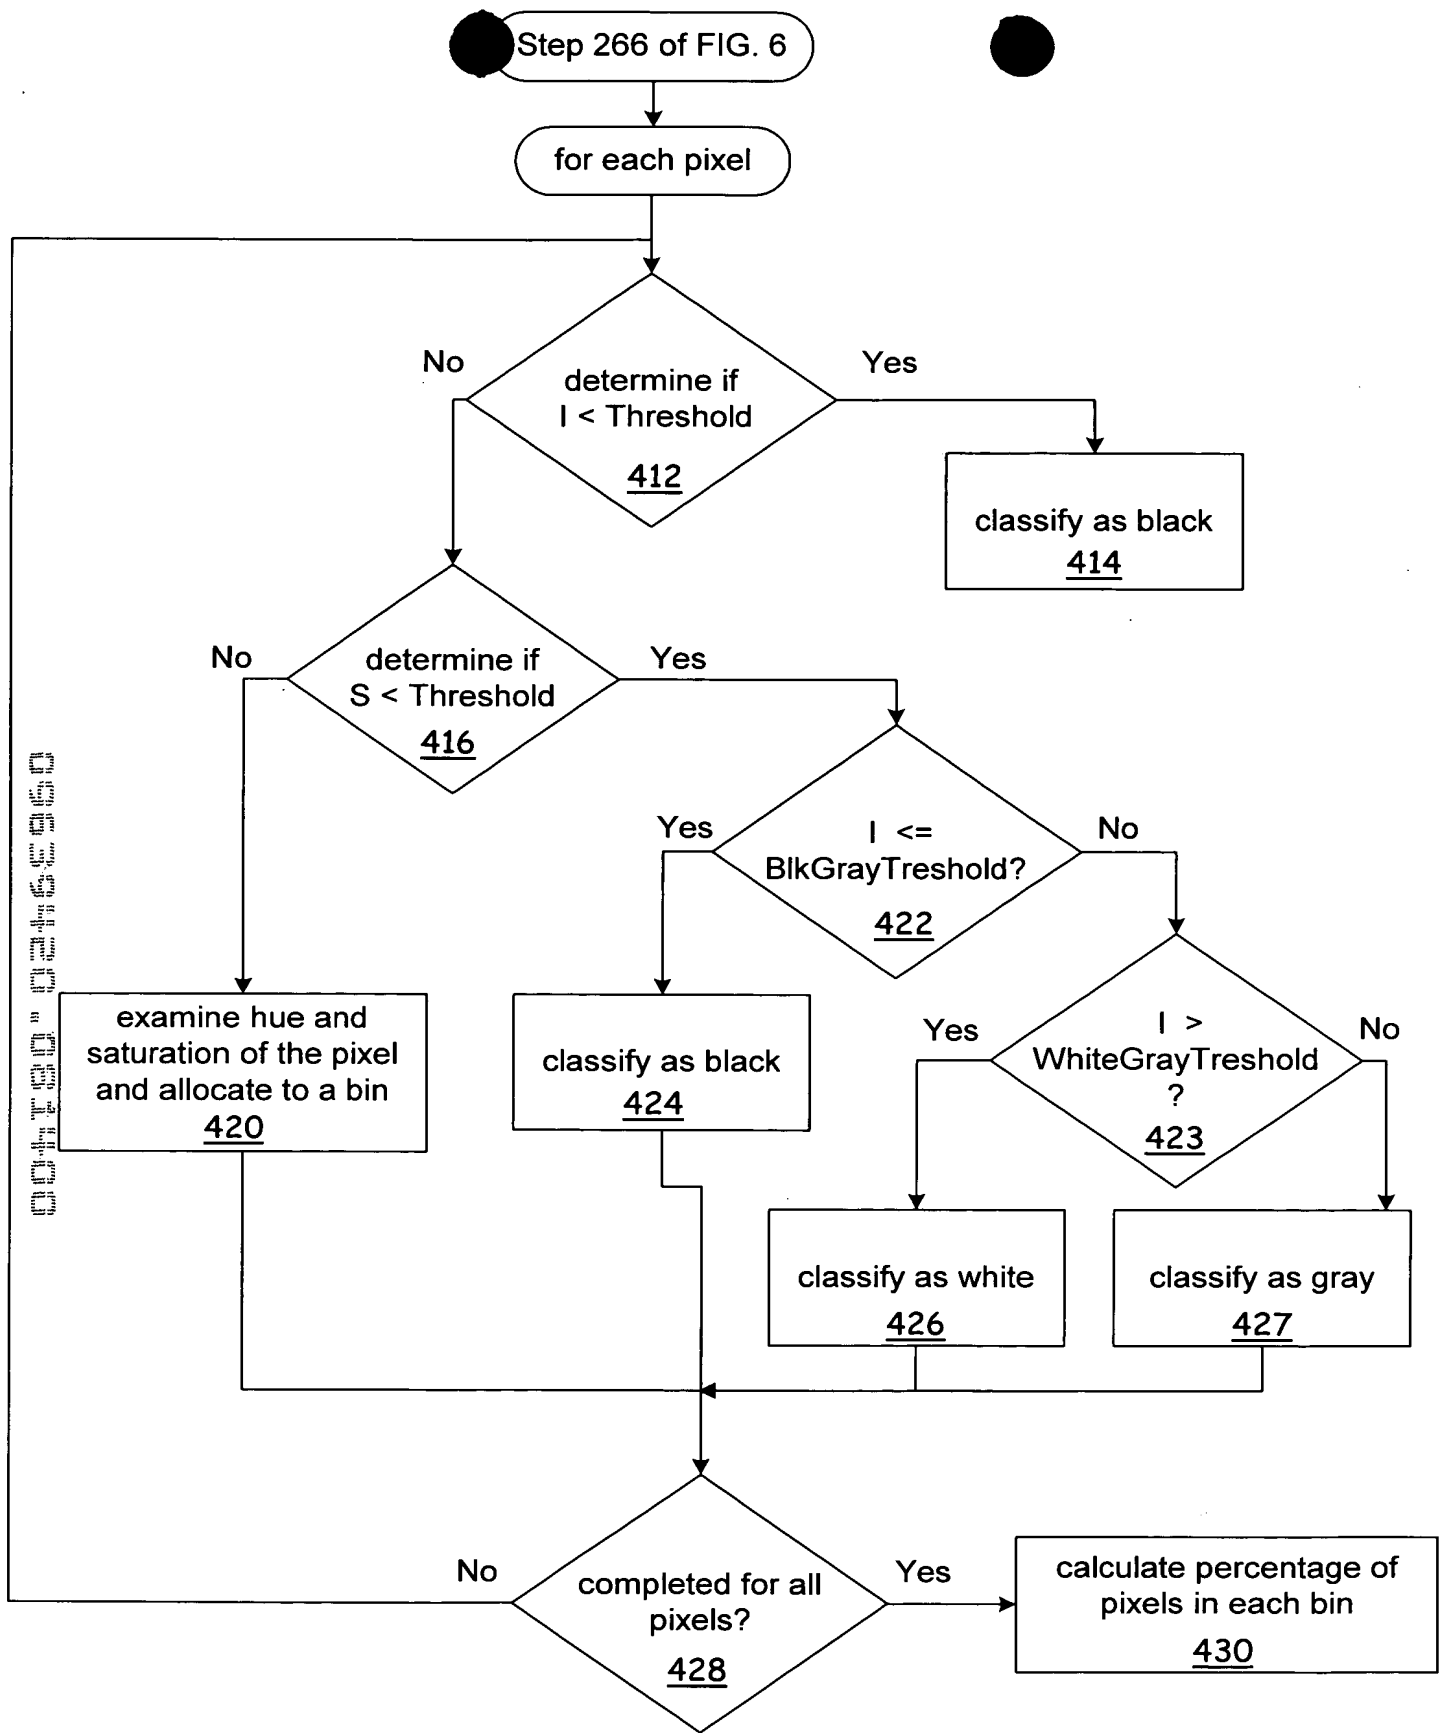 Step 266 of FIG. 6
for each pixel
No
Yes
determine if
I < Threshold
412
classify as black
414
No
determine if
S < Threshold
416
Yes
Yes
I <=
BlkGrayTreshold?
422
No
examine hue and
saturation of the pixel
and allocate to a bin
420
classify as black
424
Yes
I >
WhiteGrayTreshold
?
423
No
classify as white
426
classify as gray
427
No
completed for all
pixels?
428
Yes
calculate percentage of
pixels in each bin
430